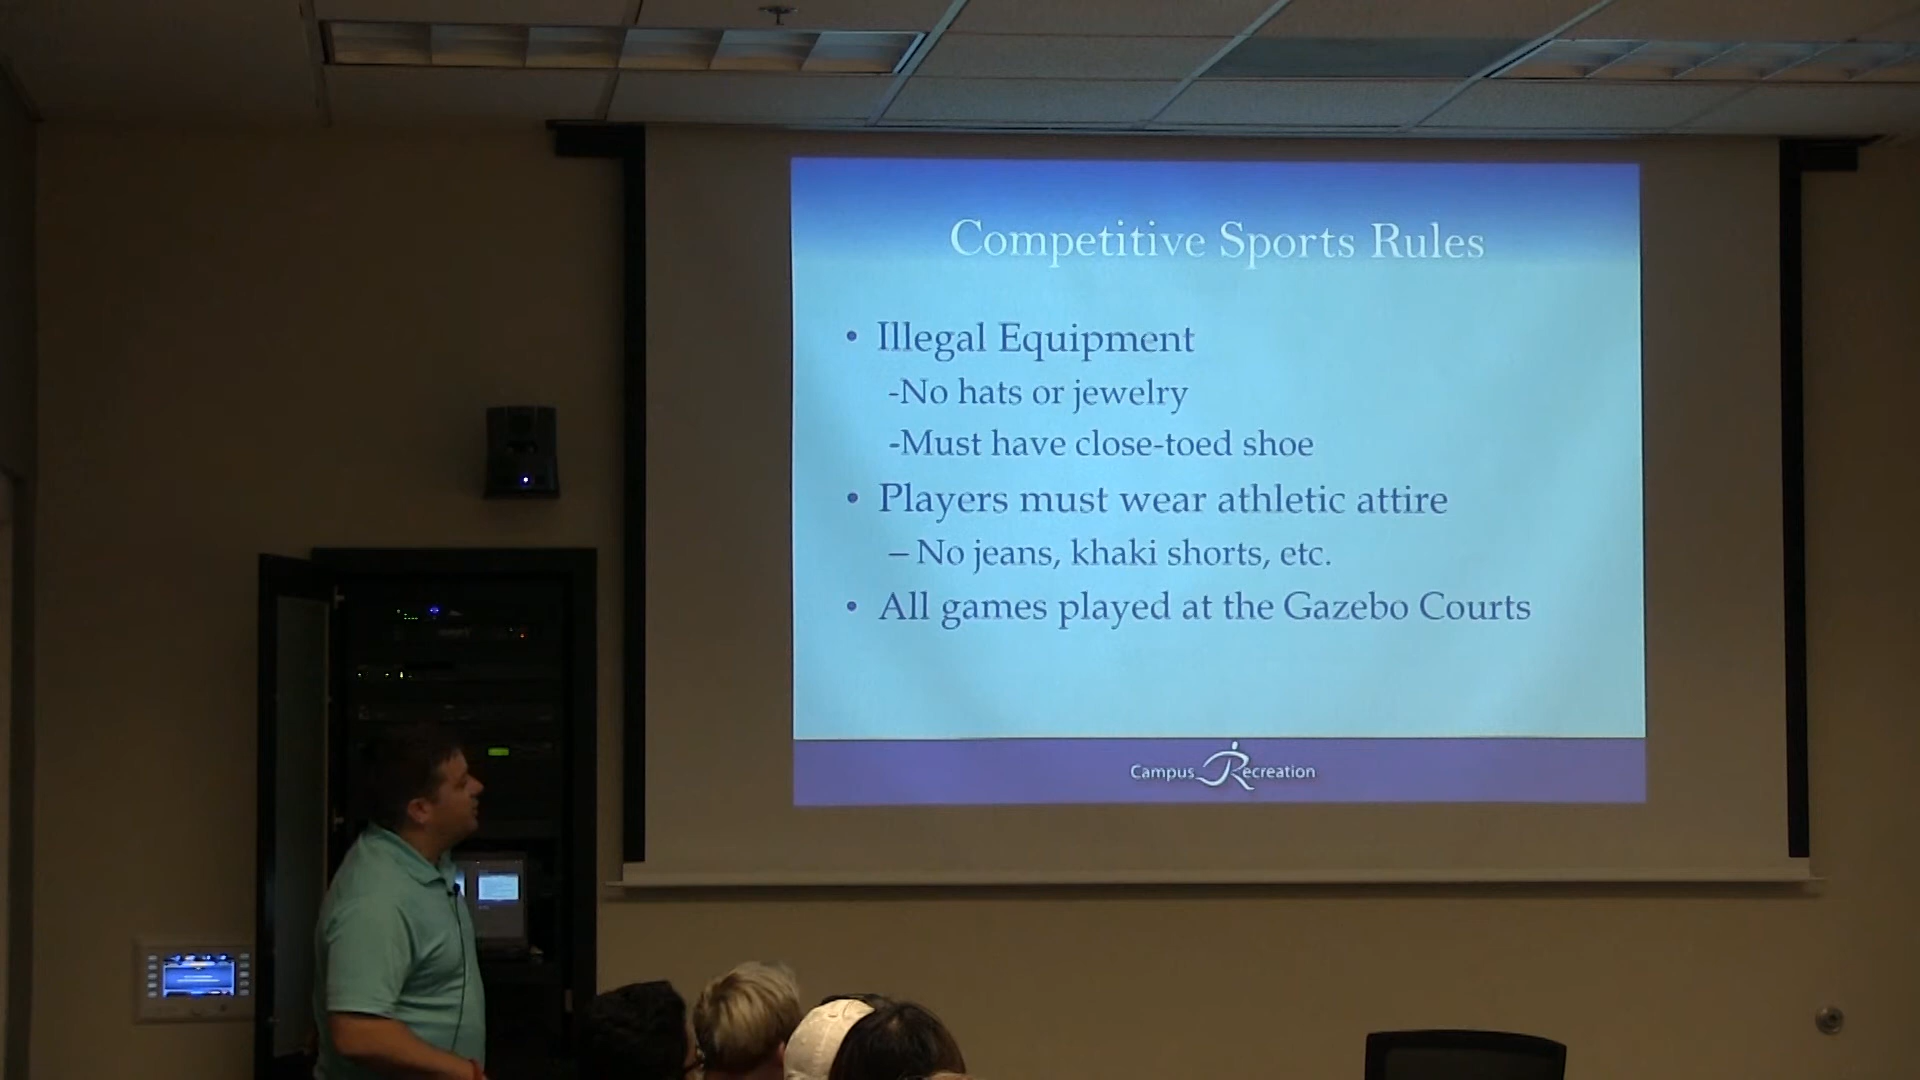 Competitive Sports Rules
• Illegal Equipment
-No hats or jewelry
-Must have close-toed shoe
• Players must wear athletic attire
– No jeans, khaki shorts, etc.
• All games played at the Gazebo Courts
Campus Recreation